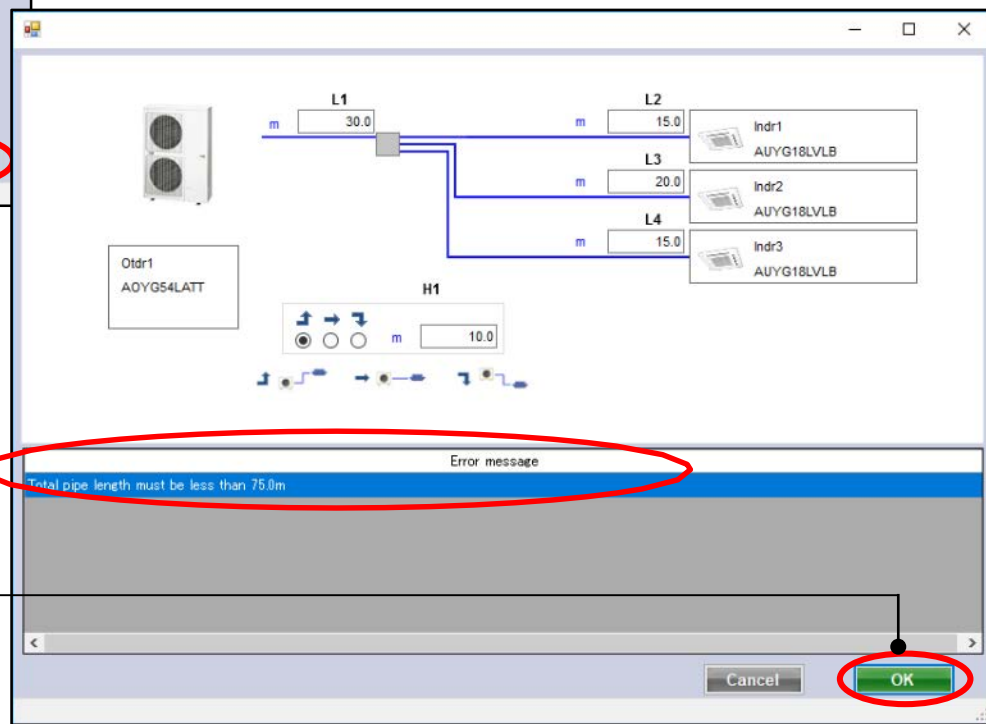 L1
m 30.0
L2
m 15.0
Indr1
AUYG18LVLB
L3
m 20.0
Indr2
AUYG18LVLB
L4
m 15.0
Indr3
AUYG18LVLB
Otdr1
AOYG54LATT
H1
m 10.0
Error message
Total pipe length must be less than 75.0m
Cancel
OK